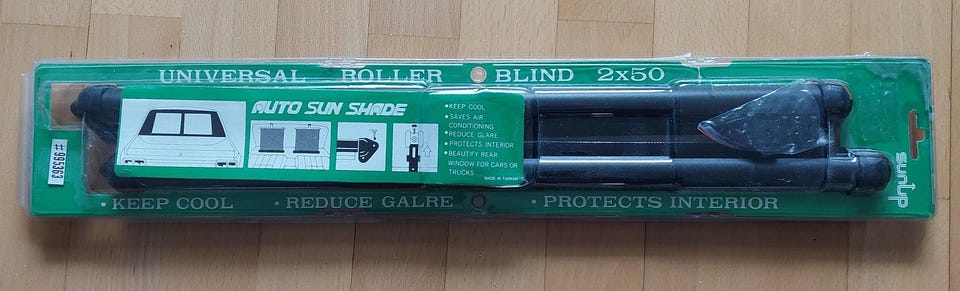 UNIVERSAL ROLLER BLIND 2x50
AUTO SUN SHADE
•KEEP COOL
•SAVES AIR
CONDITIONING
•REDUCE GLARE
•PROTECTS INTERIOR
•BEAUTIFY REAR
WINDOW FOR CARS OR
TRUCKS.
MADE IN TAIWAN
#995363
sunup
•KEEP COOL •REDUCE GALRE •PROTECTS INTERIOR